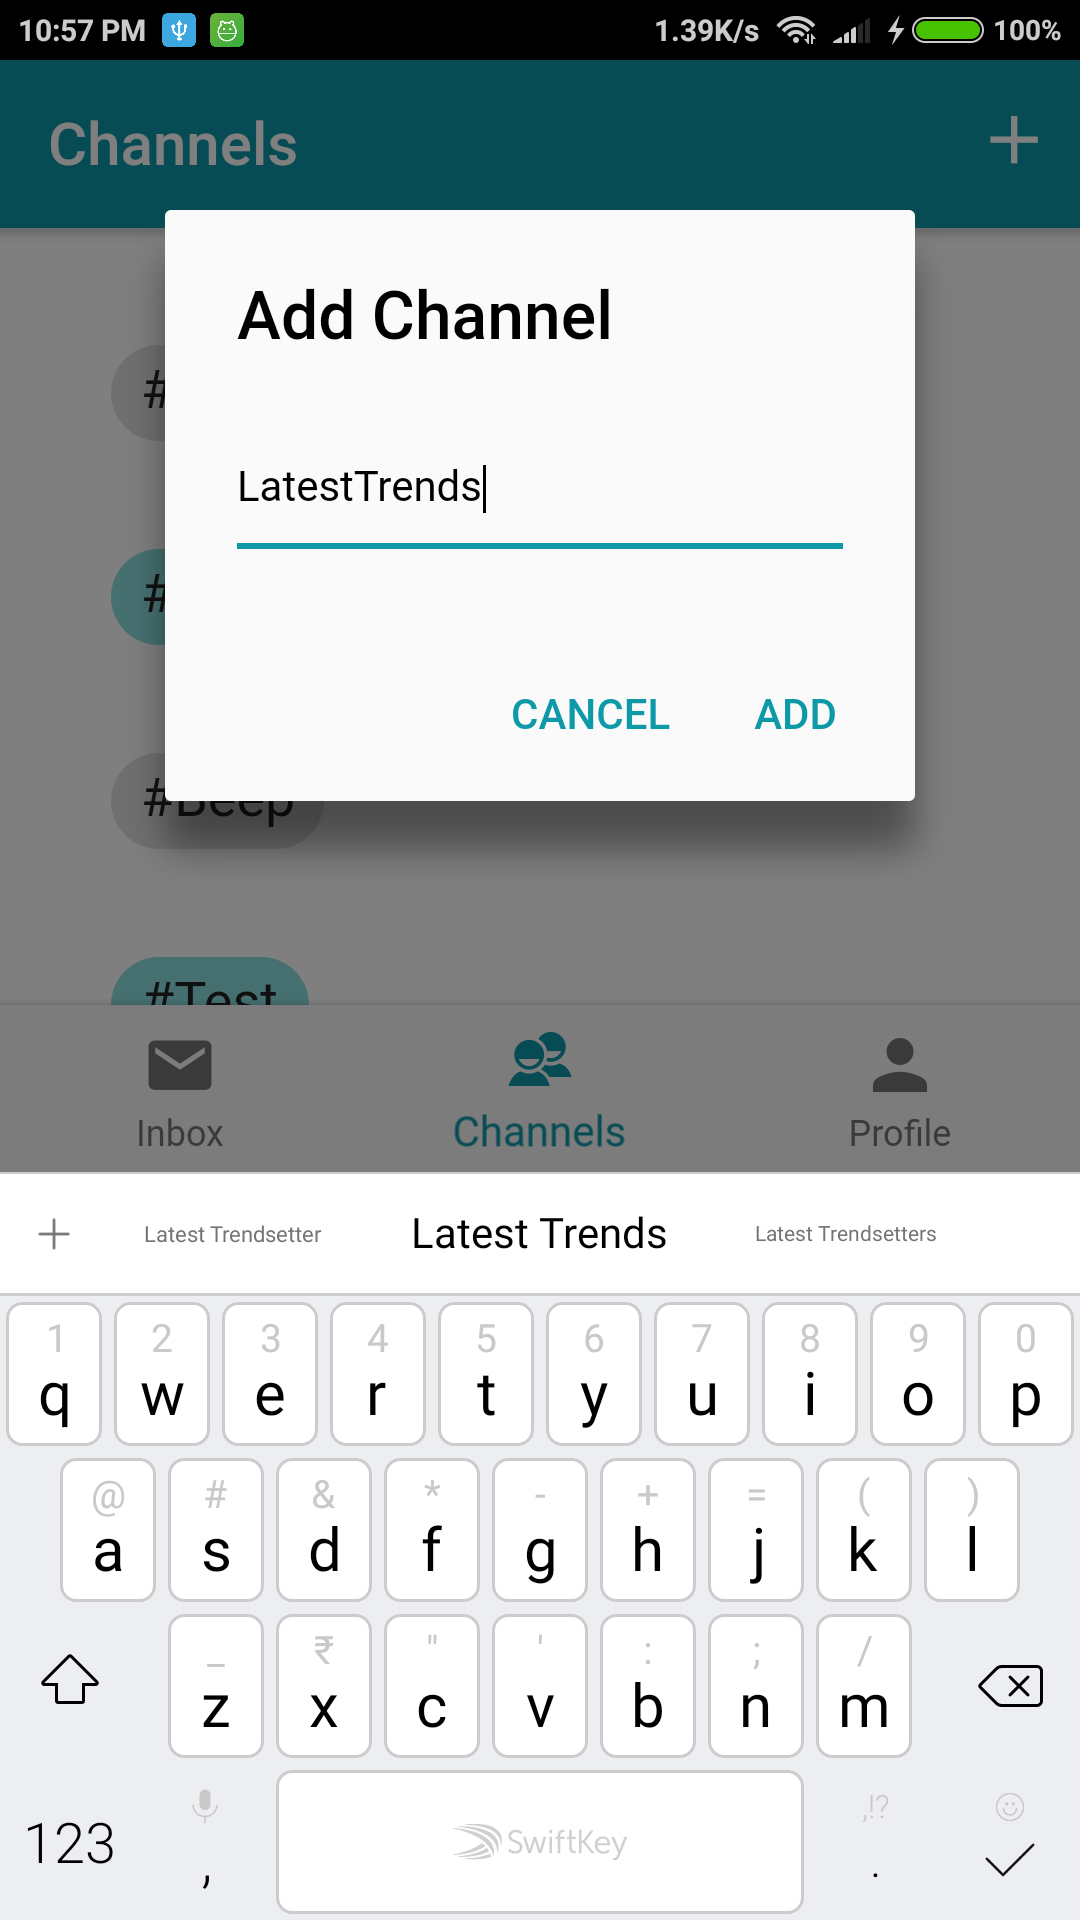 10:57 PM 1.39K/s 100%
Channels
Add Channel
#
LatestTrends
#
CANCEL ADD
#Beep
#Test
Inbox Channels Profile
Latest Trendsetter Latest Trends Latest Trendsetters
1 2 3 4 5 6 7 8 9 0
q w e r t y u i o p
@ # & * - + = ( )
a s d f g h j k l
_ ₹ " ' : ; /
z x c v b n m
,!?
123 , SwiftKey .